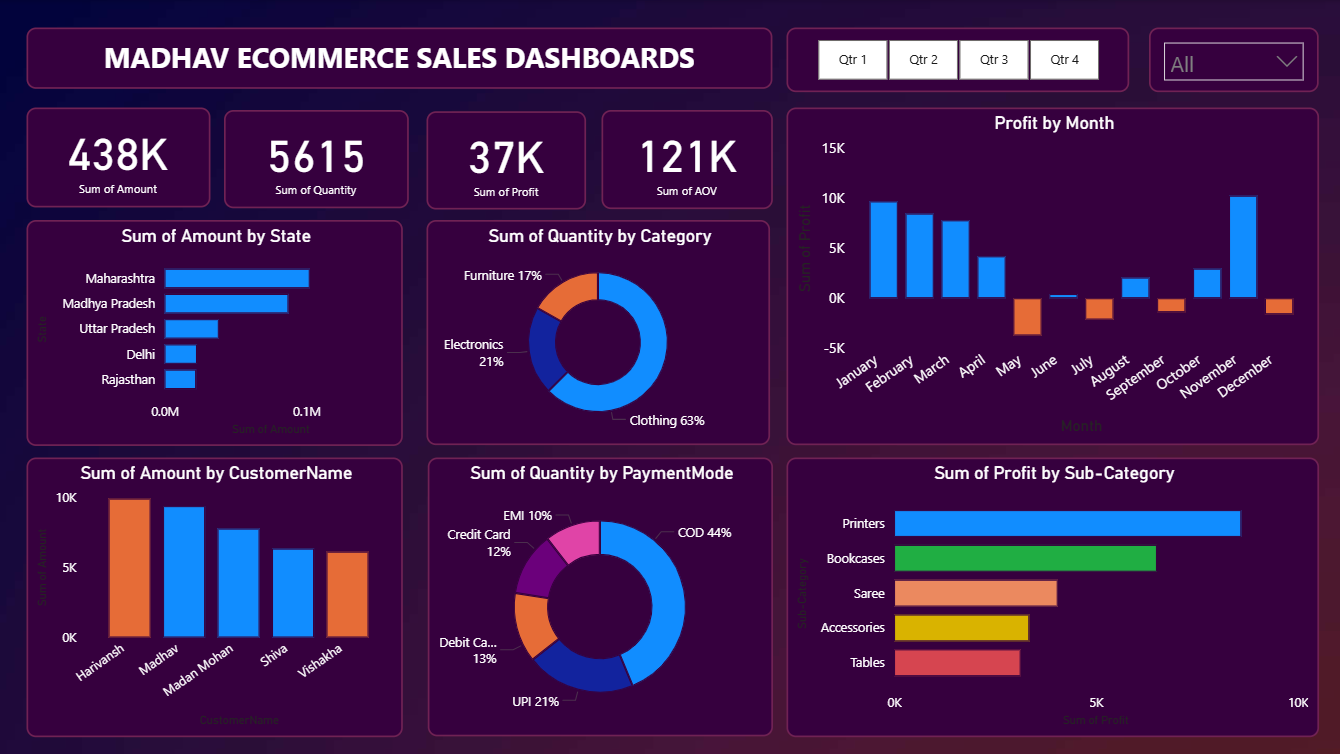 MADHAV ECOMMERCE SALES DASHBOARDS
Qtr 1 Qtr 2 Qtr 3 Qtr 4
All
438K
Sum of Amount
5615
Sum of Quantity
37K
Sum of Profit
121K
Sum of AOV
Profit by Month
15K
10K
5K
0K
-5K
Sum of Profit
January February March April May June July August September October November December
Month
Sum of Amount by State
State
Maharashtra
Madhya Pradesh
Uttar Pradesh
Delhi
Rajasthan
0.0M 0.1M
Sum of Amount
Sum of Quantity by Category
Furniture 17%
Electronics
21%
Clothing 63%
Sum of Amount by CustomerName
10K
5K
0K
Sum of Amount
Harivansh Madhav Madan Mohan Shiva Vishakha
CustomerName
Sum of Quantity by PaymentMode
EMI 10%
Credit Card
12%
COD 44%
Debit Ca...
13%
UPI 21%
Sum of Profit by Sub-Category
Sub-Category
Printers
Bookcases
Saree
Accessories
Tables
0K 5K 10K
Sum of Profit